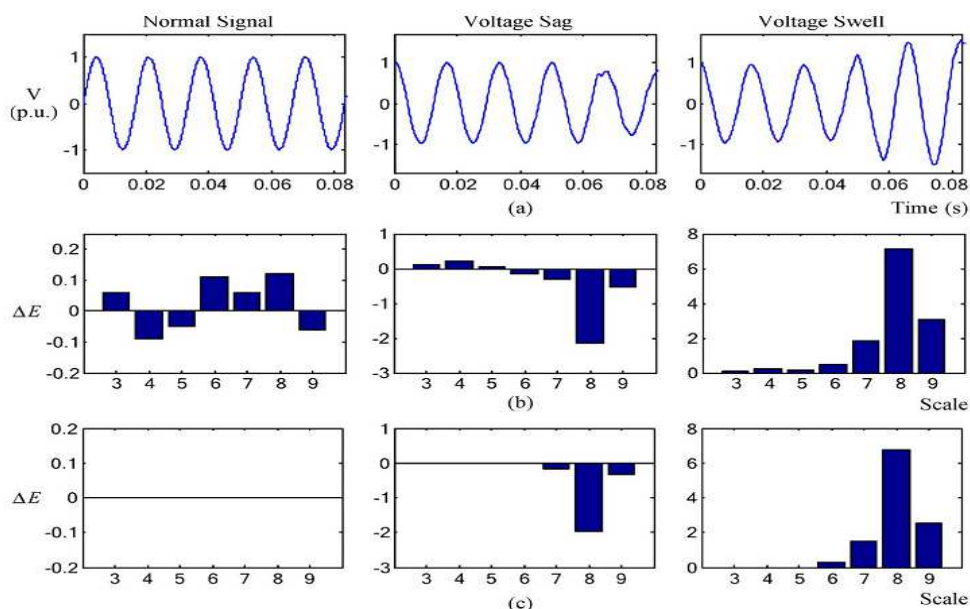 Normal Signal Voltage Sag Voltage Swell
1 1 1
V
(p.u.) 0 0 0
-1 -1 -1
0 0.02 0.04 0.06 0.08 0 0.02 0.04 0.06 0.08 0 0.02 0.04 0.06 0.08
(a) Time (s)
0.2 1 8
0.1 0 6
ΔE 0 -1 4
-0.1 -2 2
-0.2 -3 0
3 4 5 6 7 8 9 3 4 5 6 7 8 9 3 4 5 6 7 8 9
(b) Scale
0.2 1 8
0.1 0 6
ΔE 0 -1 4
-0.1 -2 2
-0.2 -3 0
3 4 5 6 7 8 9 3 4 5 6 7 8 9 3 4 5 6 7 8 9
(c) Scale